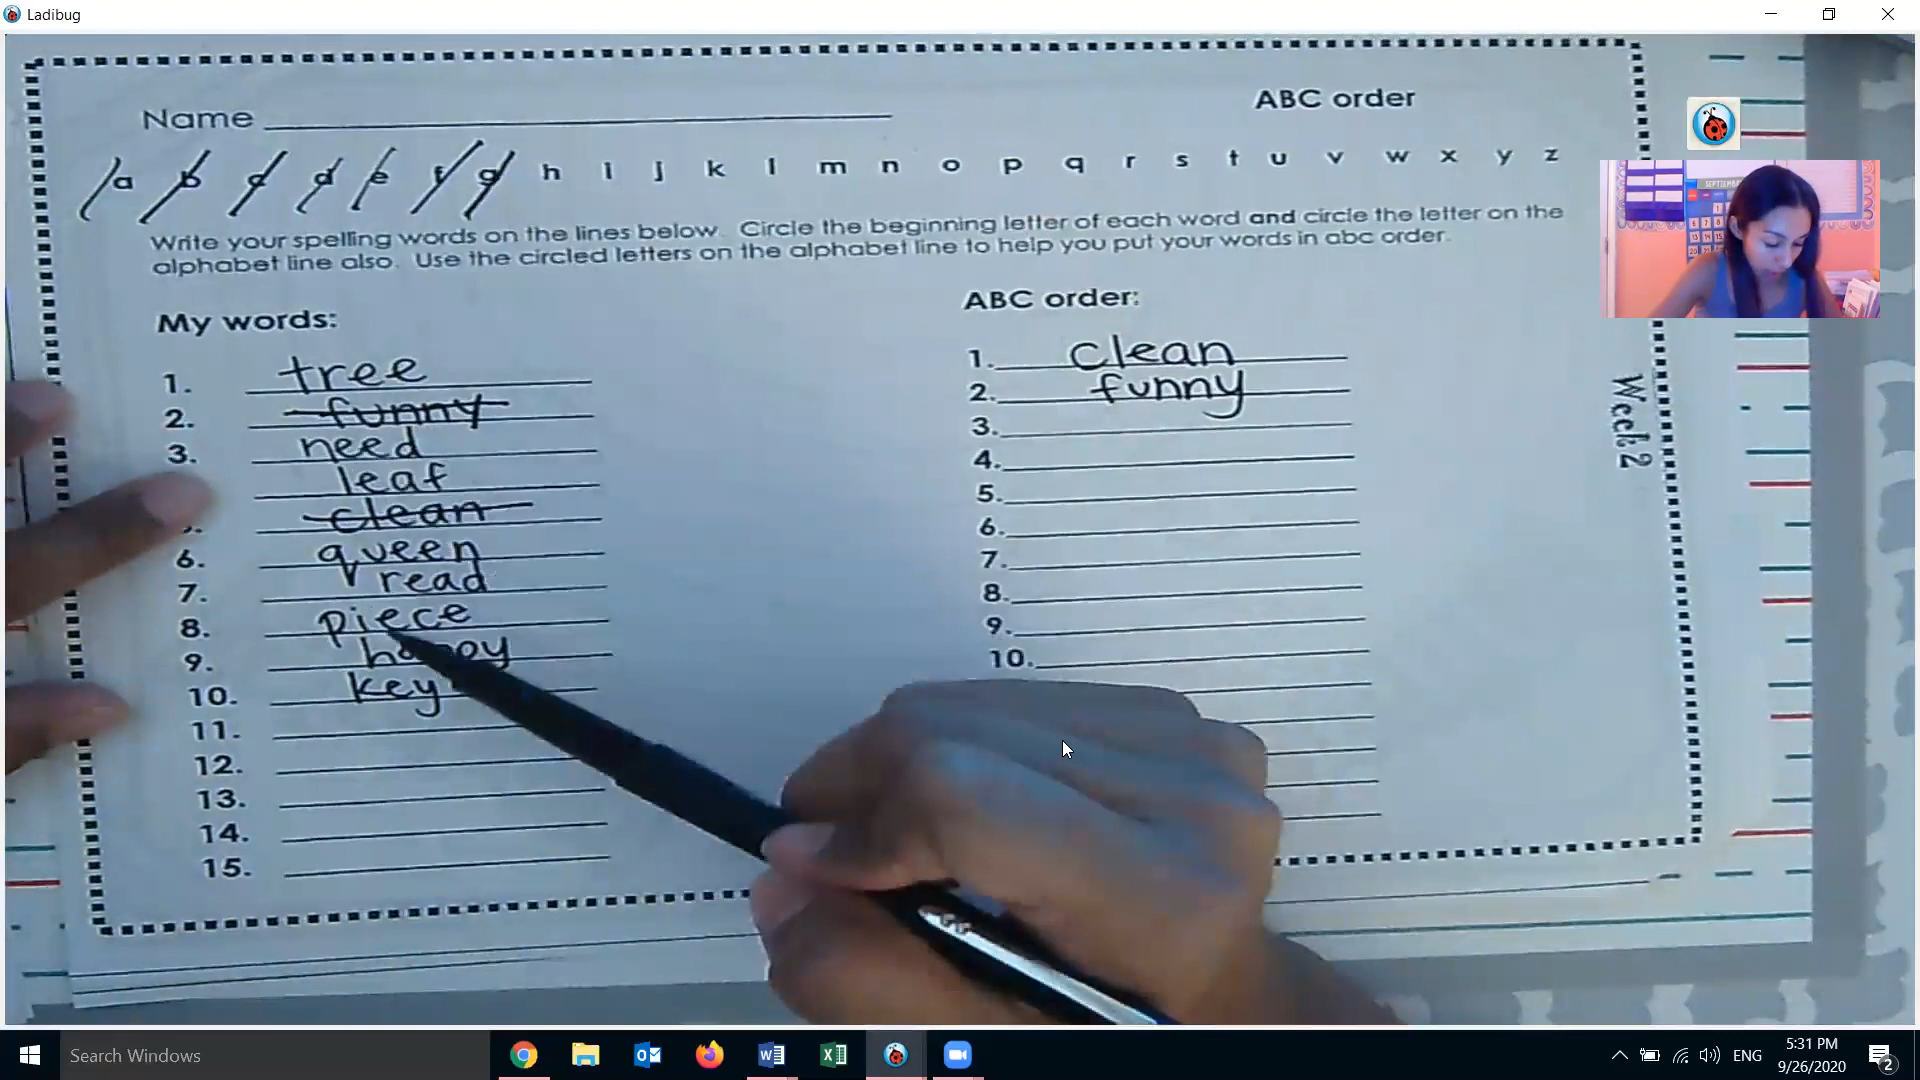 Ladibug
Name
ABC order
a b c d e f g h i j k l m n o p q r s t u v w x y z
Write your spelling words on the lines below. Circle the beginning letter of each word and circle the letter on the
alphabet line also. Use the circled letters on the alphabet line to help you put your words in abc order.
My words:
1. tree
2. funny
3. need
leaf
clean
6. queen
7. read
8. piece
9. happy
10. key
11.
12.
13.
14.
15.
ABC order:
1. clean
2. funny
3.
4.
5.
6.
7.
8.
9.
10.
Week 2
SEPTEMBER
Search Windows
ENG
5:31 PM
9/26/2020
2